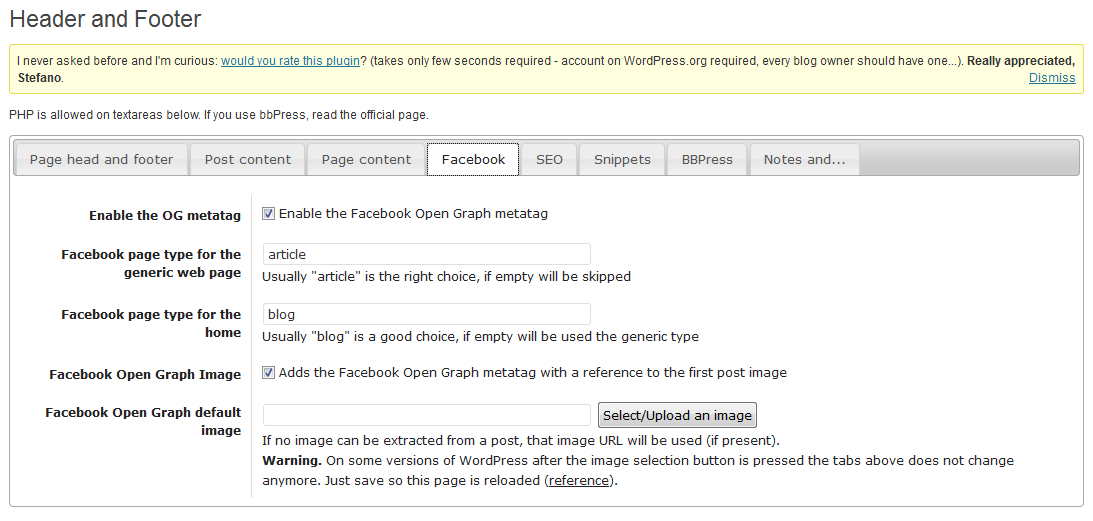 Header and Footer
I never asked before and I'm curious: would you rate this plugin? (takes only few seconds required - account on WordPress.org required, every blog owner should have one...). Really appreciated,
Stefano.
Dismiss
PHP is allowed on textareas below. If you use bbPress, read the official page.
Page head and footer
Post content
Page content
Facebook
SEO
Snippets
BBPress
Notes and...
Enable the OG metatag
Enable the Facebook Open Graph metatag
Facebook page type for the
generic web page
article
Usually "article" is the right choice, if empty will be skipped
Facebook page type for the
home
blog
Usually "blog" is a good choice, if empty will be used the generic type
Facebook Open Graph Image
Adds the Facebook Open Graph metatag with a reference to the first post image
Facebook Open Graph default
image
Select/Upload an image
If no image can be extracted from a post, that image URL will be used (if present).
Warning. On some versions of WordPress after the image selection button is pressed the tabs above does not change
anymore. Just save so this page is reloaded (reference).